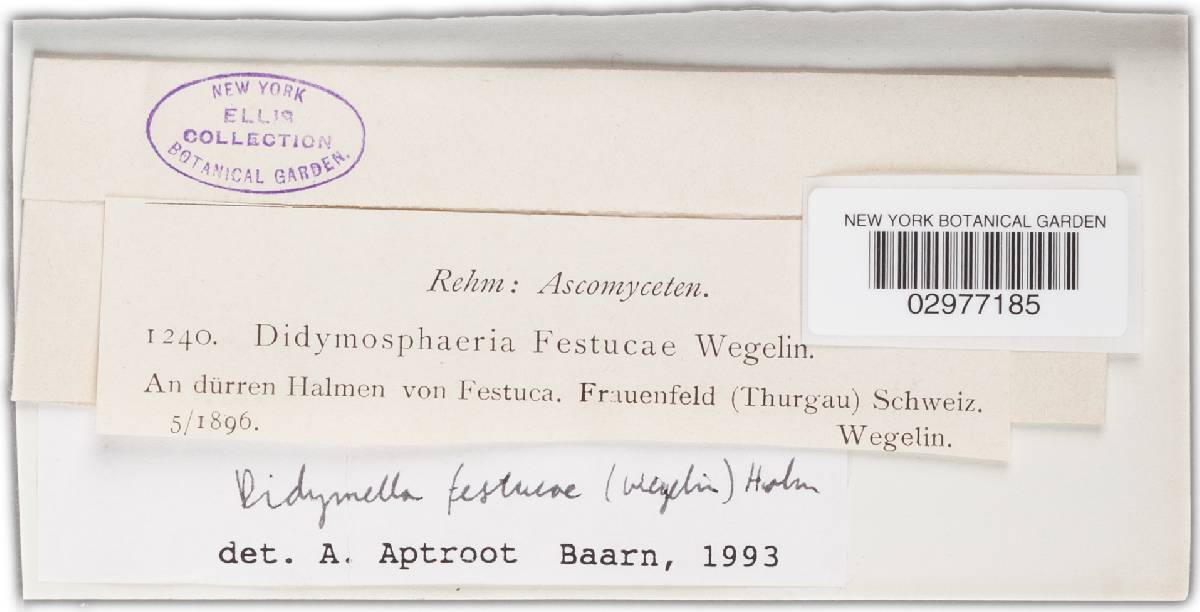 NEW YORK
ELLIS
COLLECTION
BOTANICAL GARDEN.
NEW YORK BOTANICAL GARDEN
02977185
Rehm: Ascomyceten.
1240. Didymosphaeria Festucae Wegelin.
An dürren Halmen von Festuca. Frauenfeld (Thurgau) Schweiz.
5/1896.
Wegelin.
Didymella festucae (Wegelin) Holm
det. A. Aptroot Baarn, 1993